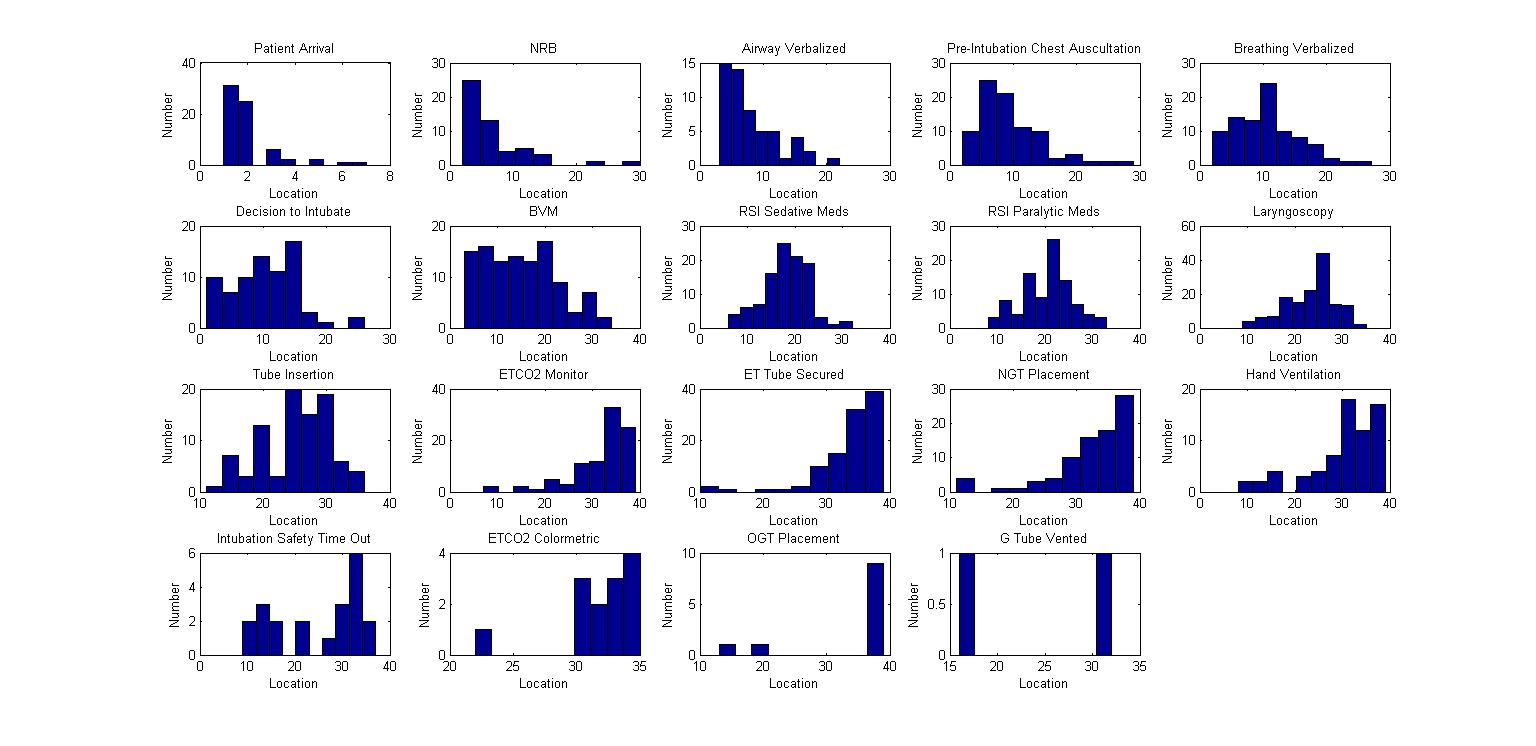 Patient Arrival NRB Airway Verbalized Pre-Intubation Chest Auscultation Breathing Verbalized
40 30 15 30 30
20 20 10 20 20
10 5 10 10
0 0 0 0 0
Number Number Number Number Number
0 2 4 6 8 0 10 20 30 0 10 20 30 0 10 20 30 0 10 20 30
Location Location Location Location Location
Decision to Intubate BVM RSI Sedative Meds RSI Paralytic Meds Laryngoscopy
20 20 30 30 60
10 10 20 20 40
10 10 20
0 0 0 0 0
Number Number Number Number Number
0 10 20 30 0 10 20 30 40 0 10 20 30 40 0 10 20 30 40 0 10 20 30 40
Location Location Location Location Location
Tube Insertion ETCO2 Monitor ET Tube Secured NGT Placement Hand Ventilation
20 40 40 30 20
10 20 20 20 10
10
0 0 0 0 0
Number Number Number Number Number
10 20 30 40 0 10 20 30 40 10 20 30 40 10 20 30 40 0 10 20 30 40
Location Location Location Location Location
Intubation Safety Time Out ETCO2 Colormetric OGT Placement G Tube Vented
6 4 10 1
4 2 5 0.5
2
0 0 0 0
Number Number Number Number
0 10 20 30 40 20 25 30 35 10 20 30 40 15 20 25 30 35
Location Location Location Location